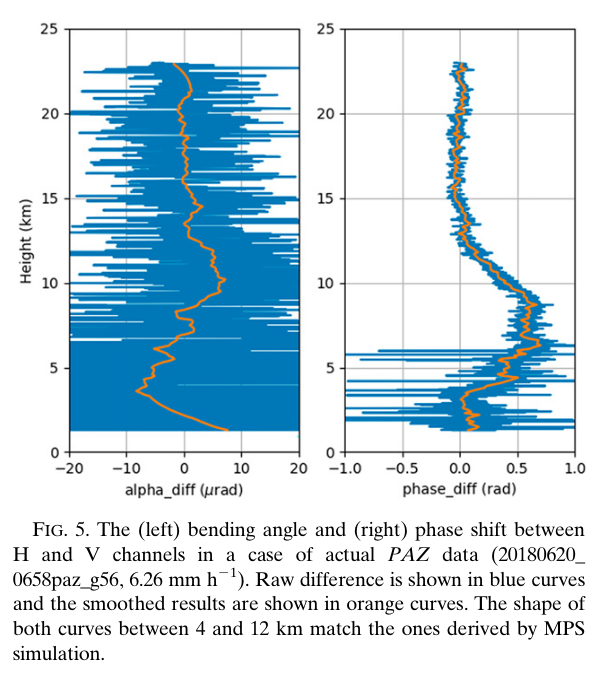 25
20
15
10
5
0
Height (km)
−20
−10
0
10
20
alpha_diff (μrad)
25
20
15
10
5
0
−1.0
−0.5
0.0
0.5
1.0
phase_diff (rad)
FIG. 5. The (left) bending angle and (right) phase shift between
H and V channels in a case of actual PAZ data (20180620_
0658paz_g56, 6.26 mm h⁻¹). Raw difference is shown in blue curves
and the smoothed results are shown in orange curves. The shape of
both curves between 4 and 12 km match the ones derived by MPS
simulation.